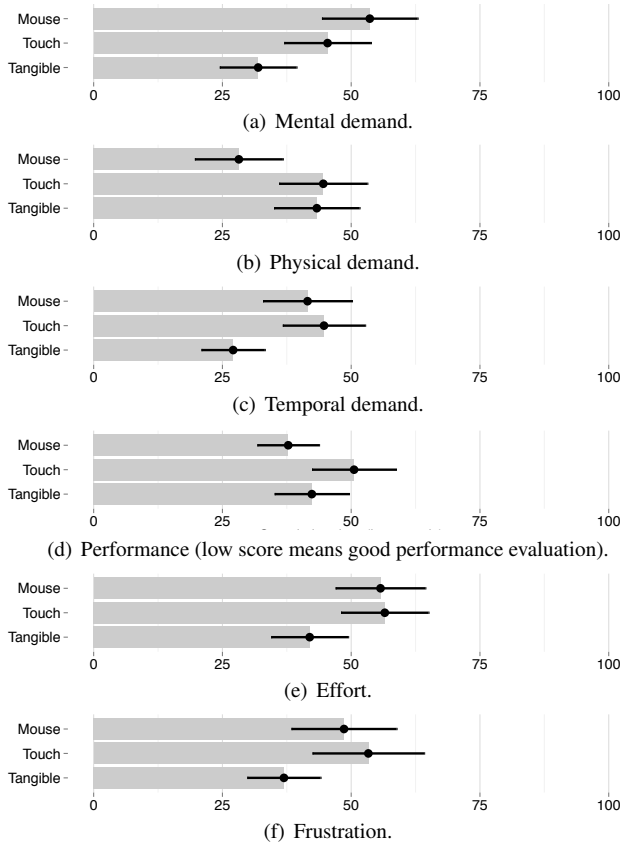 Mouse
Touch
Tangible
0 25 50 75 100
(a) Mental demand.
Mouse
Touch
Tangible
0 25 50 75 100
(b) Physical demand.
Mouse
Touch
Tangible
0 25 50 75 100
(c) Temporal demand.
Mouse
Touch
Tangible
0 25 50 75 100
(d) Performance (low score means good performance evaluation).
Mouse
Touch
Tangible
0 25 50 75 100
(e) Effort.
Mouse
Touch
Tangible
0 25 50 75 100
(f) Frustration.